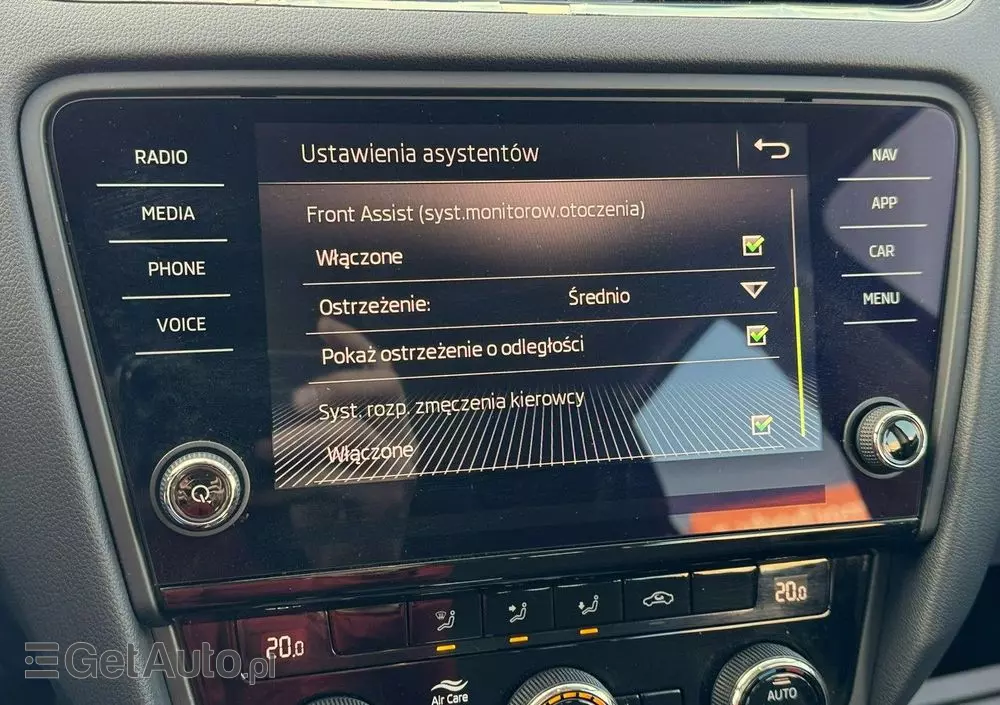 RADIO
MEDIA
PHONE
VOICE
Ustawienia asystentów
Front Assist (syst.monitorow.otoczenia)
Włączone
Ostrzeżenie: Średnio
Pokaż ostrzeżenie o odległości
Syst. rozp. zmęczenia kierowcy
Włączone
NAV
APP
CAR
MENU
20.0
20.0
Air Care
AUTO
GetAuto.pl